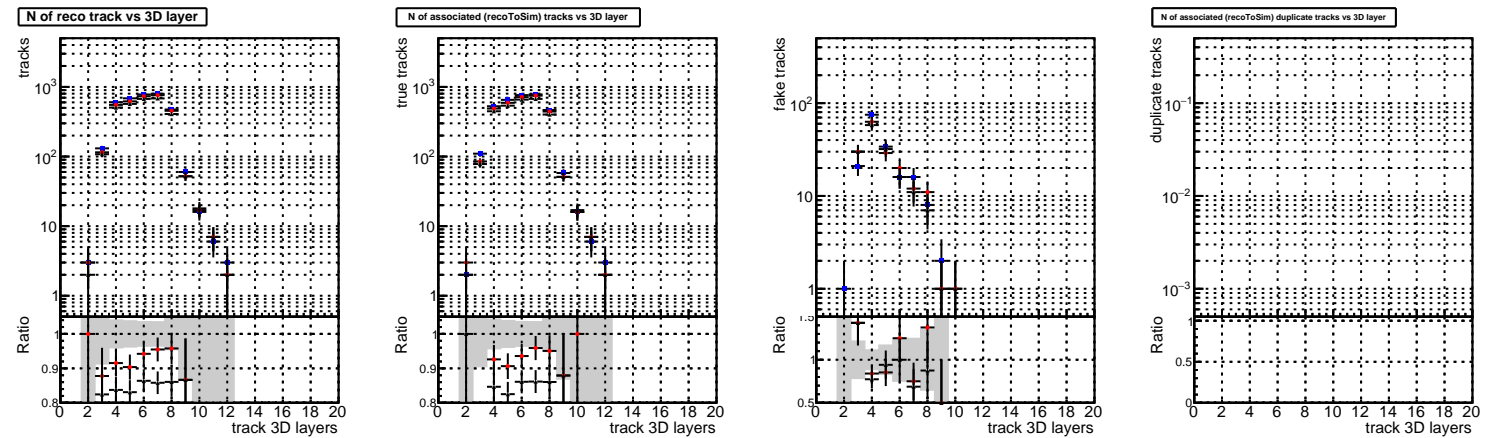 N of reco track vs 3D layer
tracks
10³
10²
10
1
Ratio
1
0.9
0.8
0 2 4 6 8 10 12 14 16 18 20
track 3D layers
N of associated (recoToSim) tracks vs 3D layer
true tracks
10³
10²
10
1
Ratio
1
0.9
0.8
0 2 4 6 8 10 12 14 16 18 20
track 3D layers
fake tracks
10²
10
1
Ratio
1.5
1
0.5
0 2 4 6 8 10 12 14 16 18 20
track 3D layers
N of associated (recoToSim) duplicate tracks vs 3D layer
duplicate tracks
10⁻¹
10⁻²
10⁻³
Ratio
1
0.5
0
0 2 4 6 8 10 12 14 16 18 20
track 3D layers